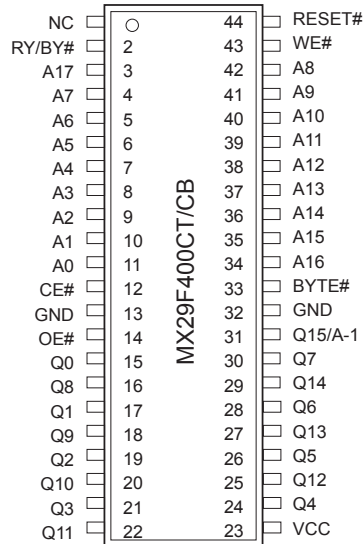 NC 44 RESET#
RY/BY# 2 43 WE#
A17 3 42 A8
A7 4 41 A9
A6 5 40 A10
A5 6 39 A11
A4 7 38 A12
A3 8 37 A13
A2 9 36 A14
A1 10 35 A15
A0 11 34 A16
CE# 12 33 BYTE#
GND 13 32 GND
OE# 14 31 Q15/A-1
Q0 15 30 Q7
Q8 16 29 Q14
Q1 17 28 Q6
Q9 18 27 Q13
Q2 19 26 Q5
Q10 20 25 Q12
Q3 21 24 Q4
Q11 22 23 VCC
MX29F400CT/CB